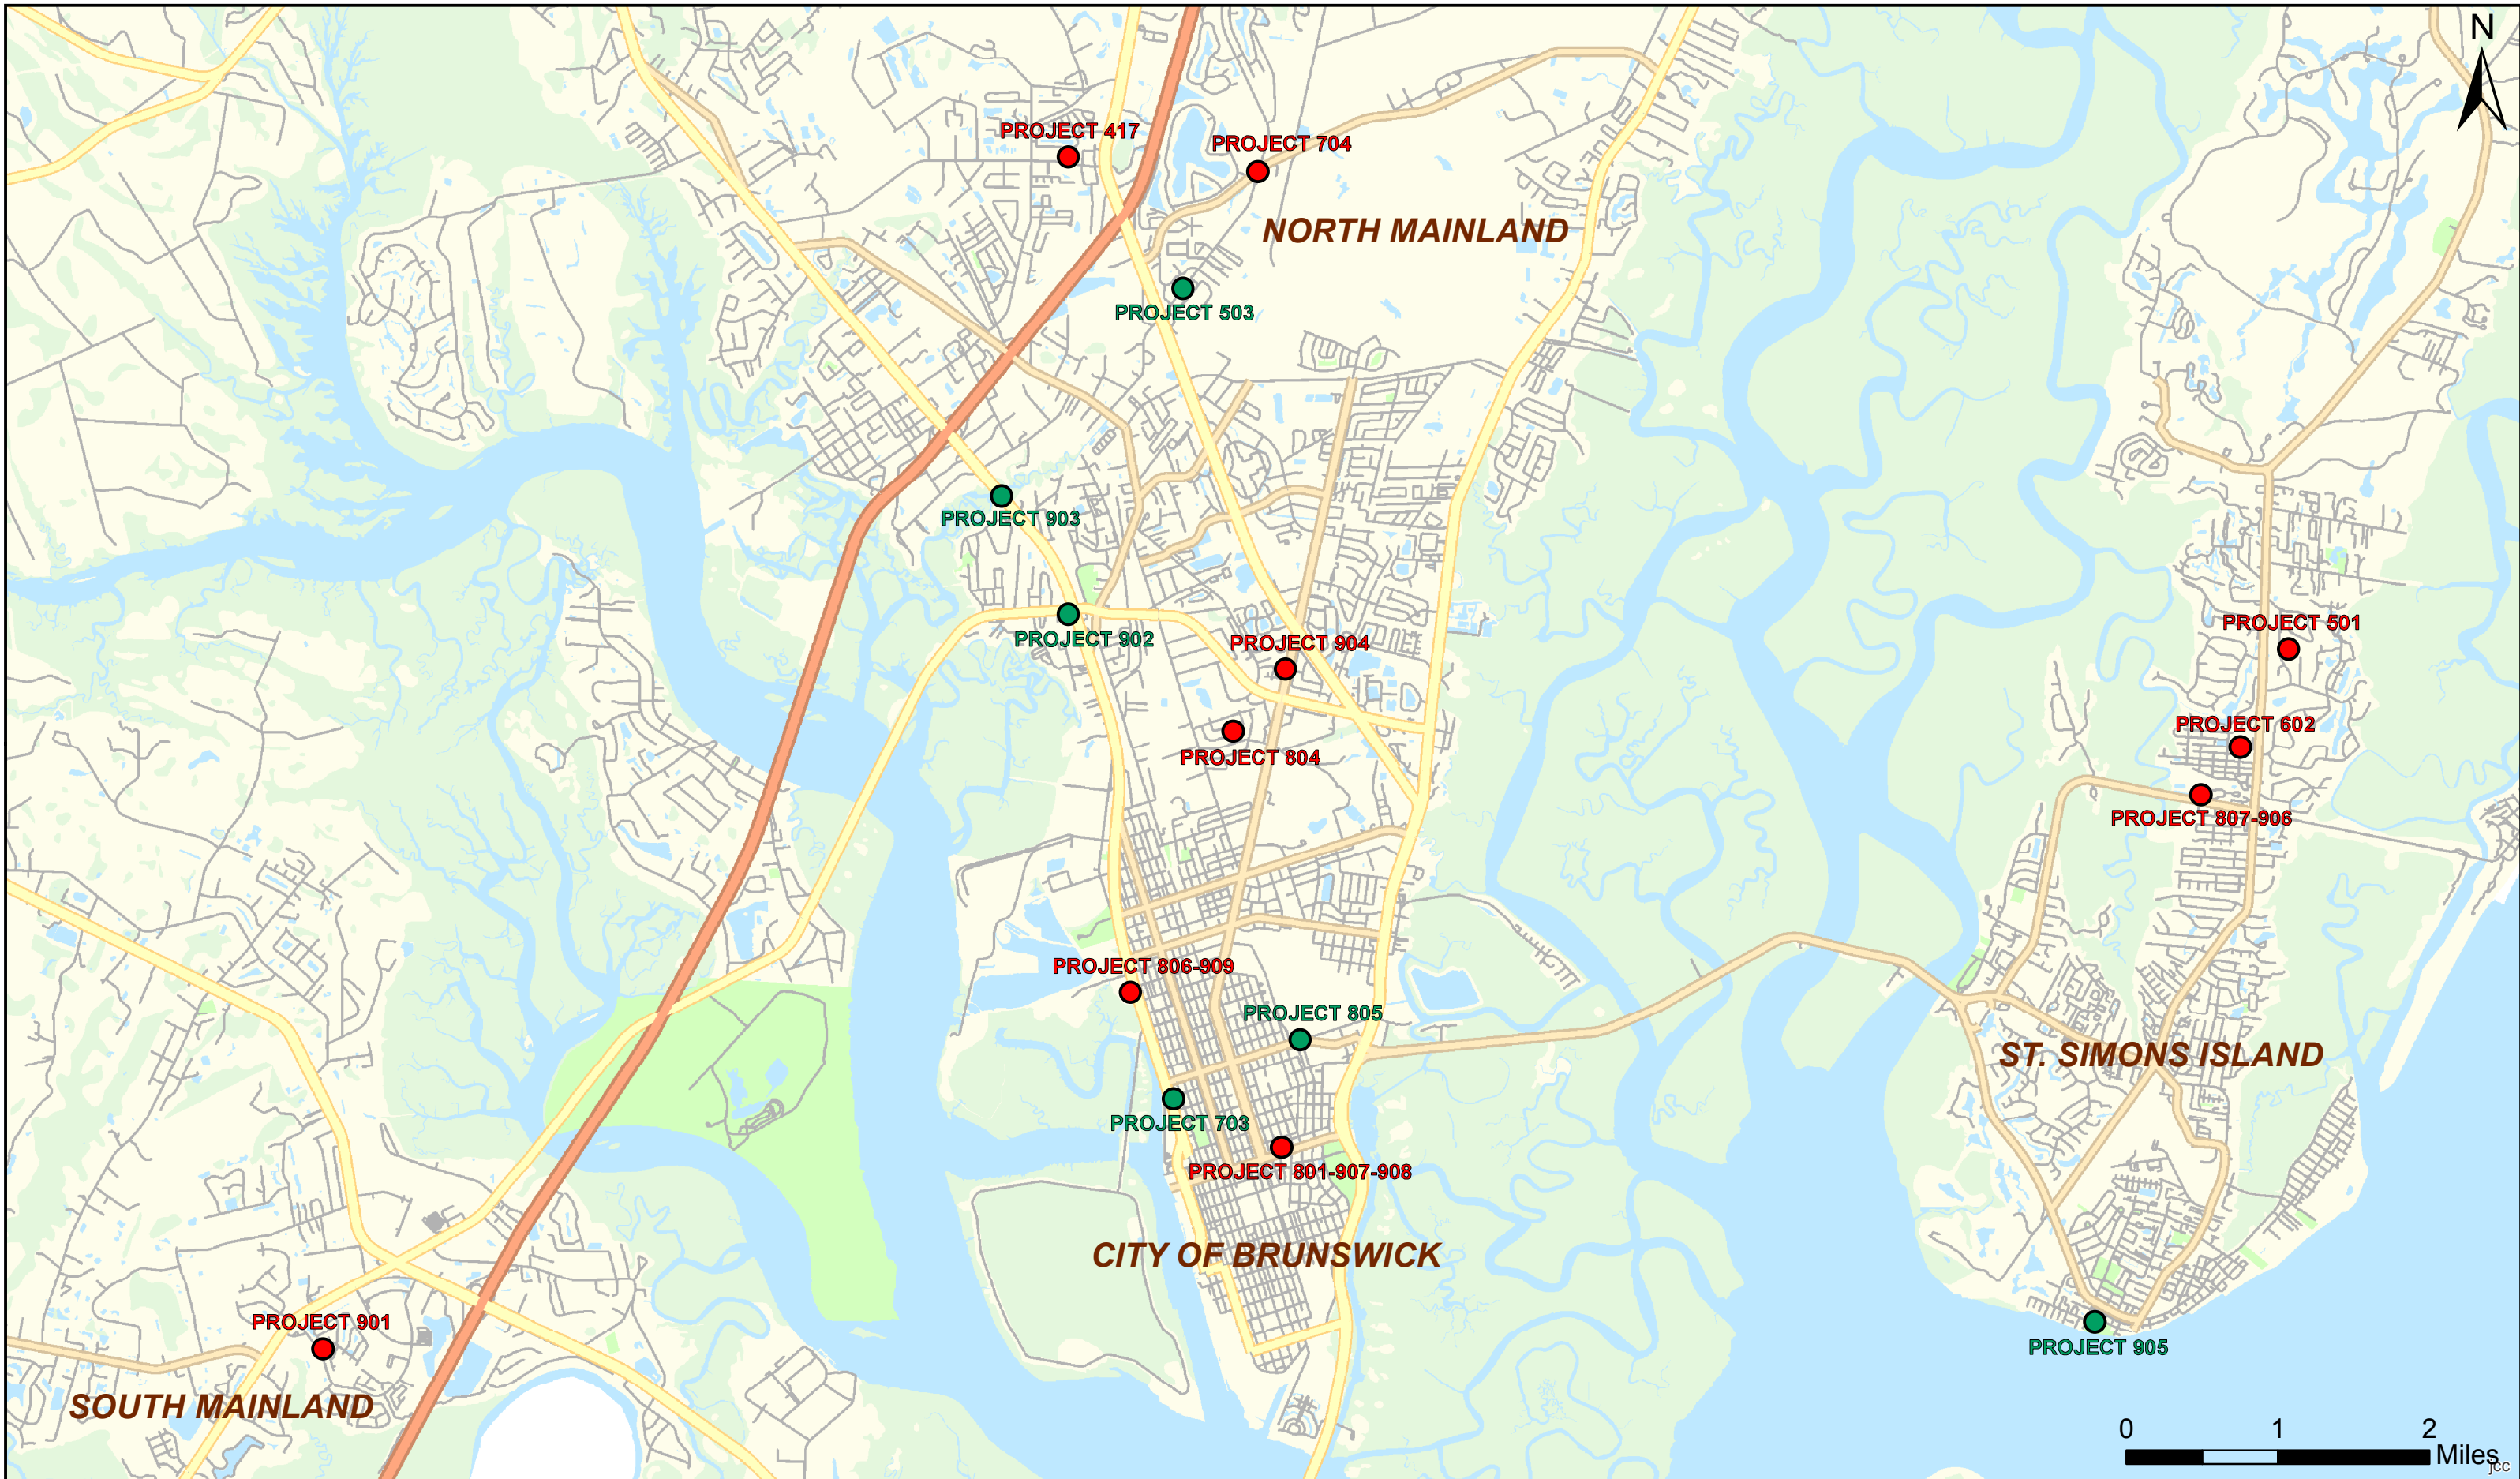 N
PROJECT 417
PROJECT 704
NORTH MAINLAND
PROJECT 503
PROJECT 903
PROJECT 902
PROJECT 904
PROJECT 501
PROJECT 804
PROJECT 602
PROJECT 807-906
PROJECT 806-909
PROJECT 805
ST. SIMONS ISLAND
PROJECT 703
PROJECT 801-907-908
CITY OF BRUNSWICK
PROJECT 901
PROJECT 905
SOUTH MAINLAND
0 1 2
Miles
jcc